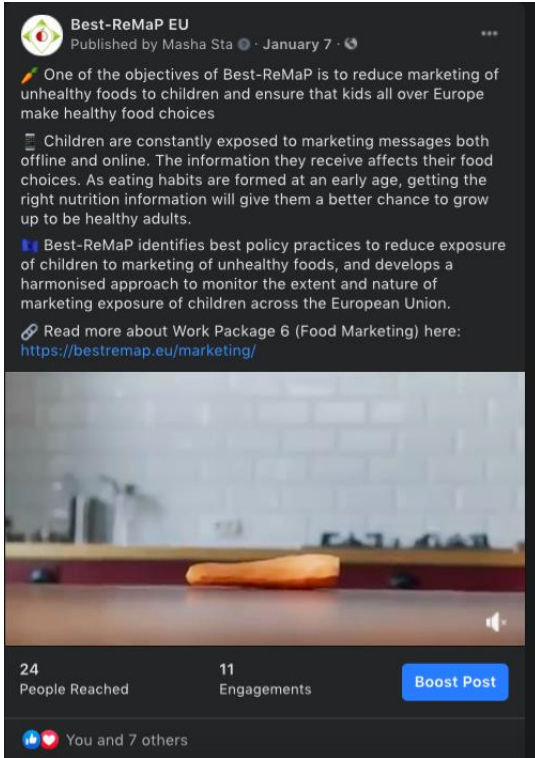 Best-ReMaP EU
Published by Masha Sta · January 7 ·
🥕 One of the objectives of Best-ReMaP is to reduce marketing of
unhealthy foods to children and ensure that kids all over Europe
make healthy food choices
📱 Children are constantly exposed to marketing messages both
offline and online. The information they receive affects their food
choices. As eating habits are formed at an early age, getting the
right nutrition information will give them a better chance to grow
up to be healthy adults.
🇪🇺 Best-ReMaP identifies best policy practices to reduce exposure
of children to marketing of unhealthy foods, and develops a
harmonised approach to monitor the extent and nature of
marketing exposure of children across the European Union.
🔗 Read more about Work Package 6 (Food Marketing) here:
https://bestremap.eu/marketing/
24
People Reached
11
Engagements
Boost Post
You and 7 others